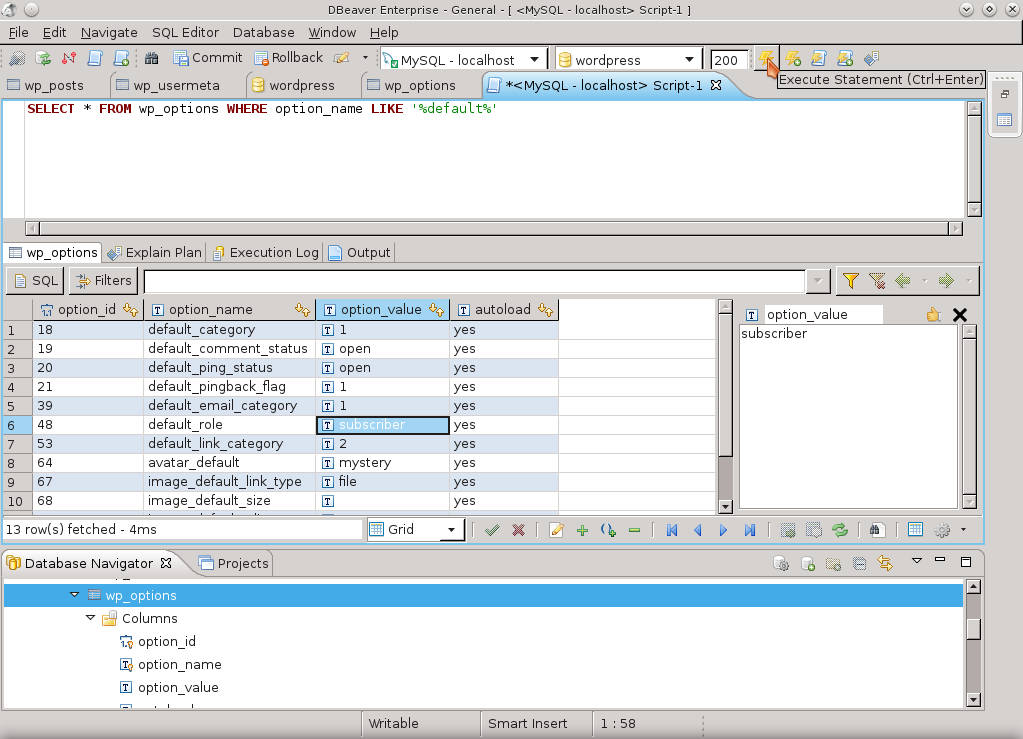 DBeaver Enterprise - General - [ <MySQL - localhost> Script-1 ]
File Edit Navigate SQL Editor Database Window Help
Commit Rollback MySQL - localhost wordpress 200
Execute Statement (Ctrl+Enter)
wp_posts wp_usermeta wordpress wp_options *<MySQL - localhost> Script-1
SELECT * FROM wp_options WHERE option_name LIKE '%default%'
wp_options Explain Plan Execution Log Output
SQL Filters
option_id option_name option_value autoload
1 18 default_category 1 yes
2 19 default_comment_status open yes
3 20 default_ping_status open yes
4 21 default_pingback_flag 1 yes
5 39 default_email_category 1 yes
6 48 default_role subscriber yes
7 53 default_link_category 2 yes
8 64 avatar_default mystery yes
9 67 image_default_link_type file yes
10 68 image_default_size yes
option_value
subscriber
13 row(s) fetched - 4ms Grid
Database Navigator Projects
wp_options
Columns
option_id
option_name
option_value
Writable Smart Insert 1 : 58